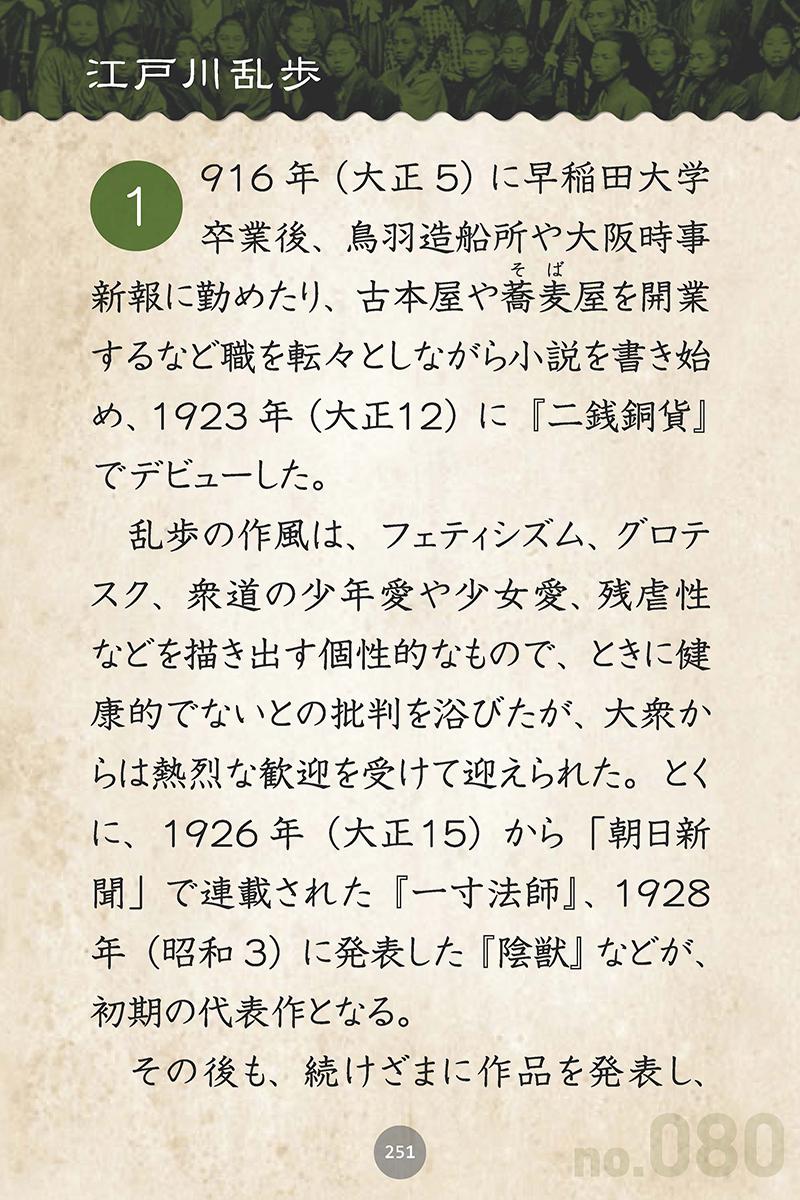 江戸川乱歩
1916年（大正5）に早稲田大学
卒業後、鳥羽造船所や大阪時事
そば
新報に勤めたり、古本屋や蕎麦屋を開業
するなど職を転々としながら小説を書き始
め、1923年（大正12）に『二銭銅貨』
でデビューした。
乱歩の作風は、フェティシズム、グロテ
スク、衆道の少年愛や少女愛、残虐性
などを描き出す個性的なもので、ときに健
康的でないとの批判を浴びたが、大衆か
らは熱烈な歓迎を受けて迎えられた。とく
に、1926年（大正15）から「朝日新
聞」で連載された『一寸法師』、1928
年（昭和3）に発表した『陰獣』などが、
初期の代表作となる。
その後も、続けざまに作品を発表し、
251
no.080